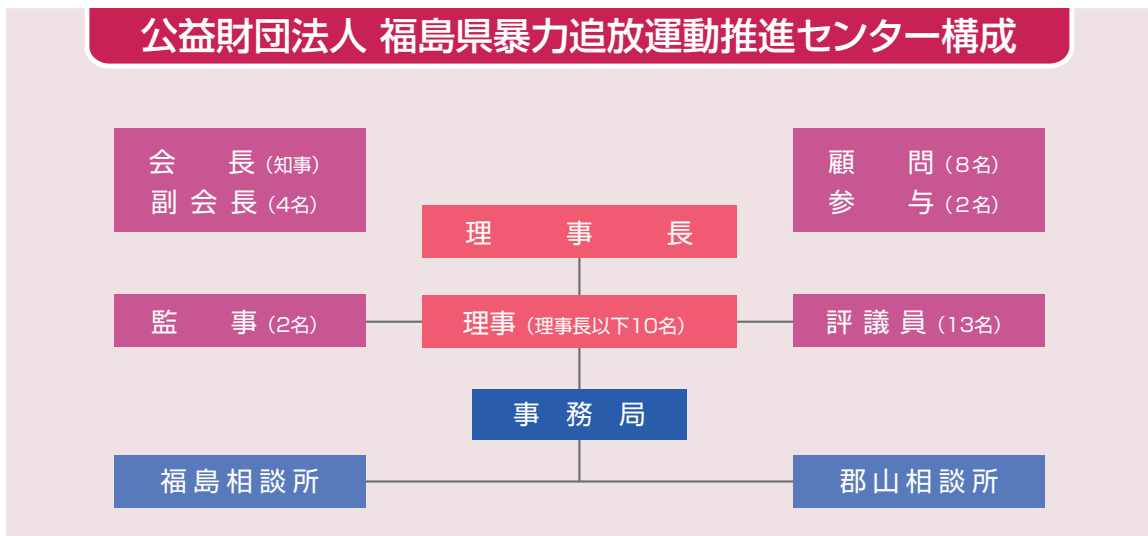 公益財団法人 福島県暴力追放運動推進センター構成
会長（知事）
副会長（4名）
顧問（8名）
参与（2名）
理事長
監事（2名）
理事（理事長以下10名）
評議員（13名）
事務局
福島相談所
郡山相談所